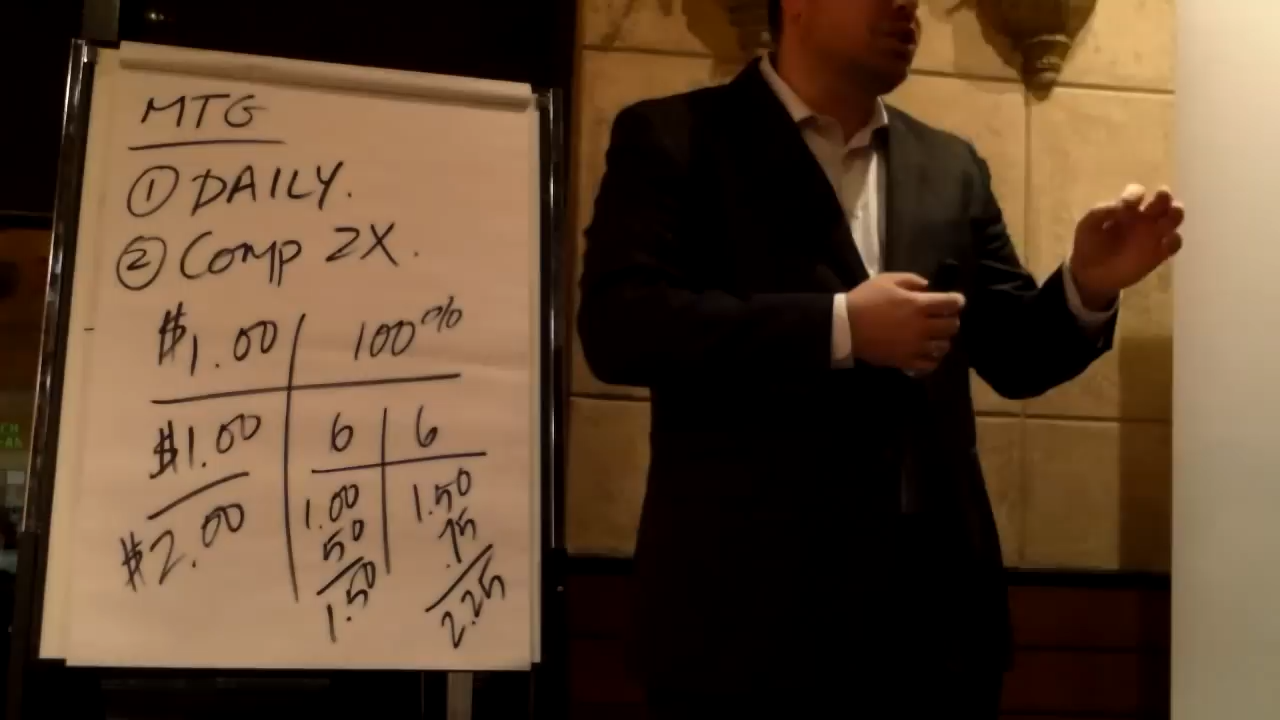 MTG
① DAILY.
② Comp 2X.
$1.00 100%
$1.00 6 6
1.00 1.50
$2.00 50 .75
1.50 2.25